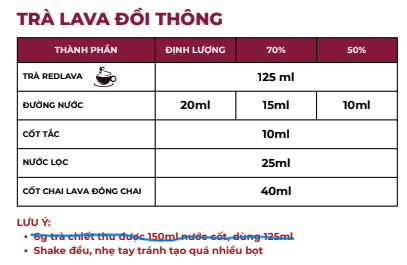 TRÀ LAVA ĐỒI THÔNG
THÀNH PHẦN ĐỊNH LƯỢNG 70% 50%
TRÀ REDLAVA 125 ml
ĐƯỜNG NƯỚC 20ml 15ml 10ml
CỐT TẮC 10ml
NƯỚC LỌC 25ml
CỐT CHAI LAVA ĐÓNG CHAI 40ml
LƯU Ý:
• 6g trà chiết thu được 150ml nước cốt, dùng 125ml
• Shake đều, nhẹ tay tránh tạo quá nhiều bọt